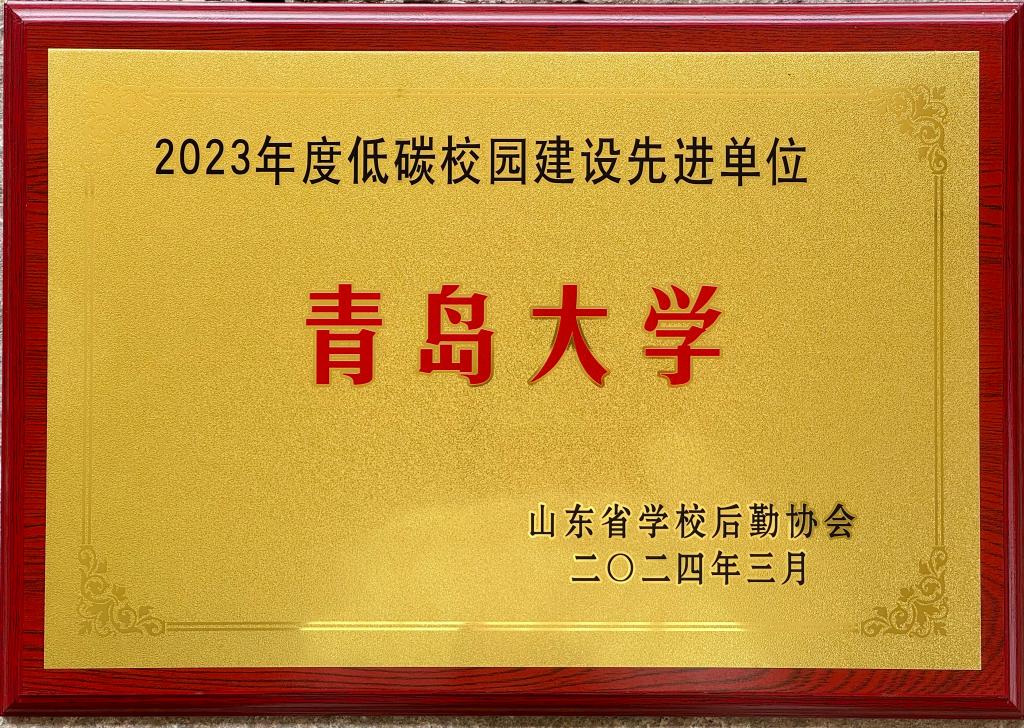 2023年度低碳校园建设先进单位
青岛大学
山东省学校后勤协会
二〇二四年三月